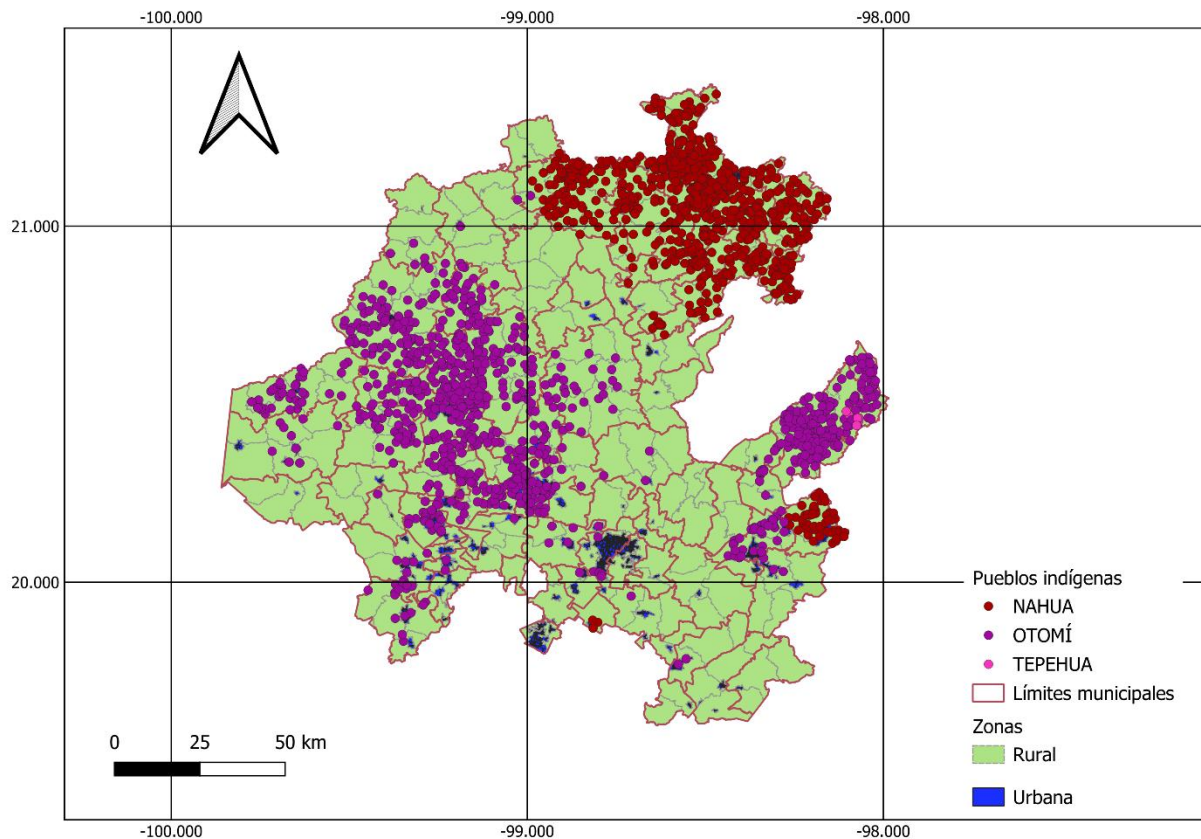 -100.000
-99.000
-98.000
21.000
20.000
Pueblos indígenas
NAHUA
OTOMÍ
TEPEHUA
Límites municipales
Zonas
Rural
Urbana
0 25 50 km
-100.000
-99.000
-98.000